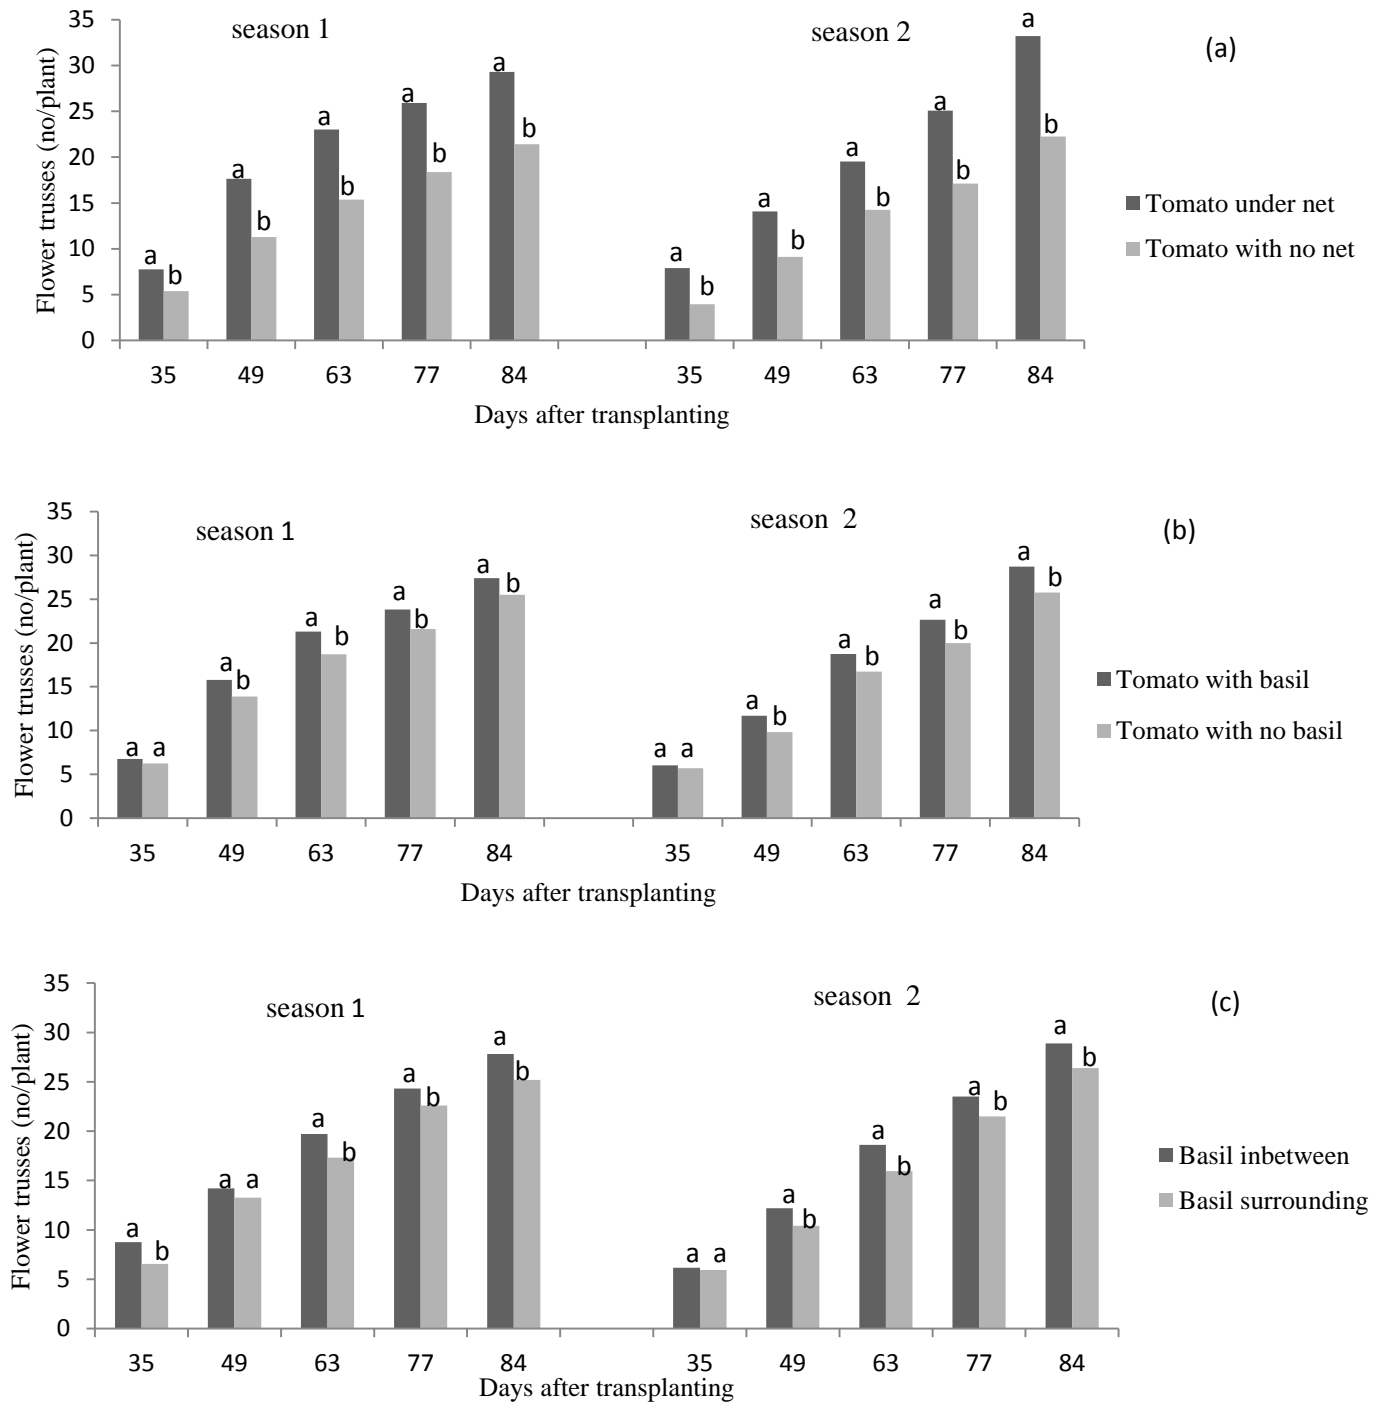 season 1
season 2
(a)
Flower trusses (no/plant)
35
30
25
20
15
10
5
0
a b a b a b a b a b
a b a b a b a b a b
35 49 63 77 84 35 49 63 77 84
Days after transplanting
Tomato under net
Tomato with no net
season 1
season 2
(b)
Flower trusses (no/plant)
35
30
25
20
15
10
5
0
a a a b a b a b a b
a a a b a b a b a b
35 49 63 77 84 35 49 63 77 84
Days after transplanting
Tomato with basil
Tomato with no basil
season 1
season 2
(c)
Flower trusses (no/plant)
35
30
25
20
15
10
5
0
a b a a a b a b a b
a a a b a b a b a b
35 49 63 77 84 35 49 63 77 84
Days after transplanting
Basil inbetween
Basil surrounding